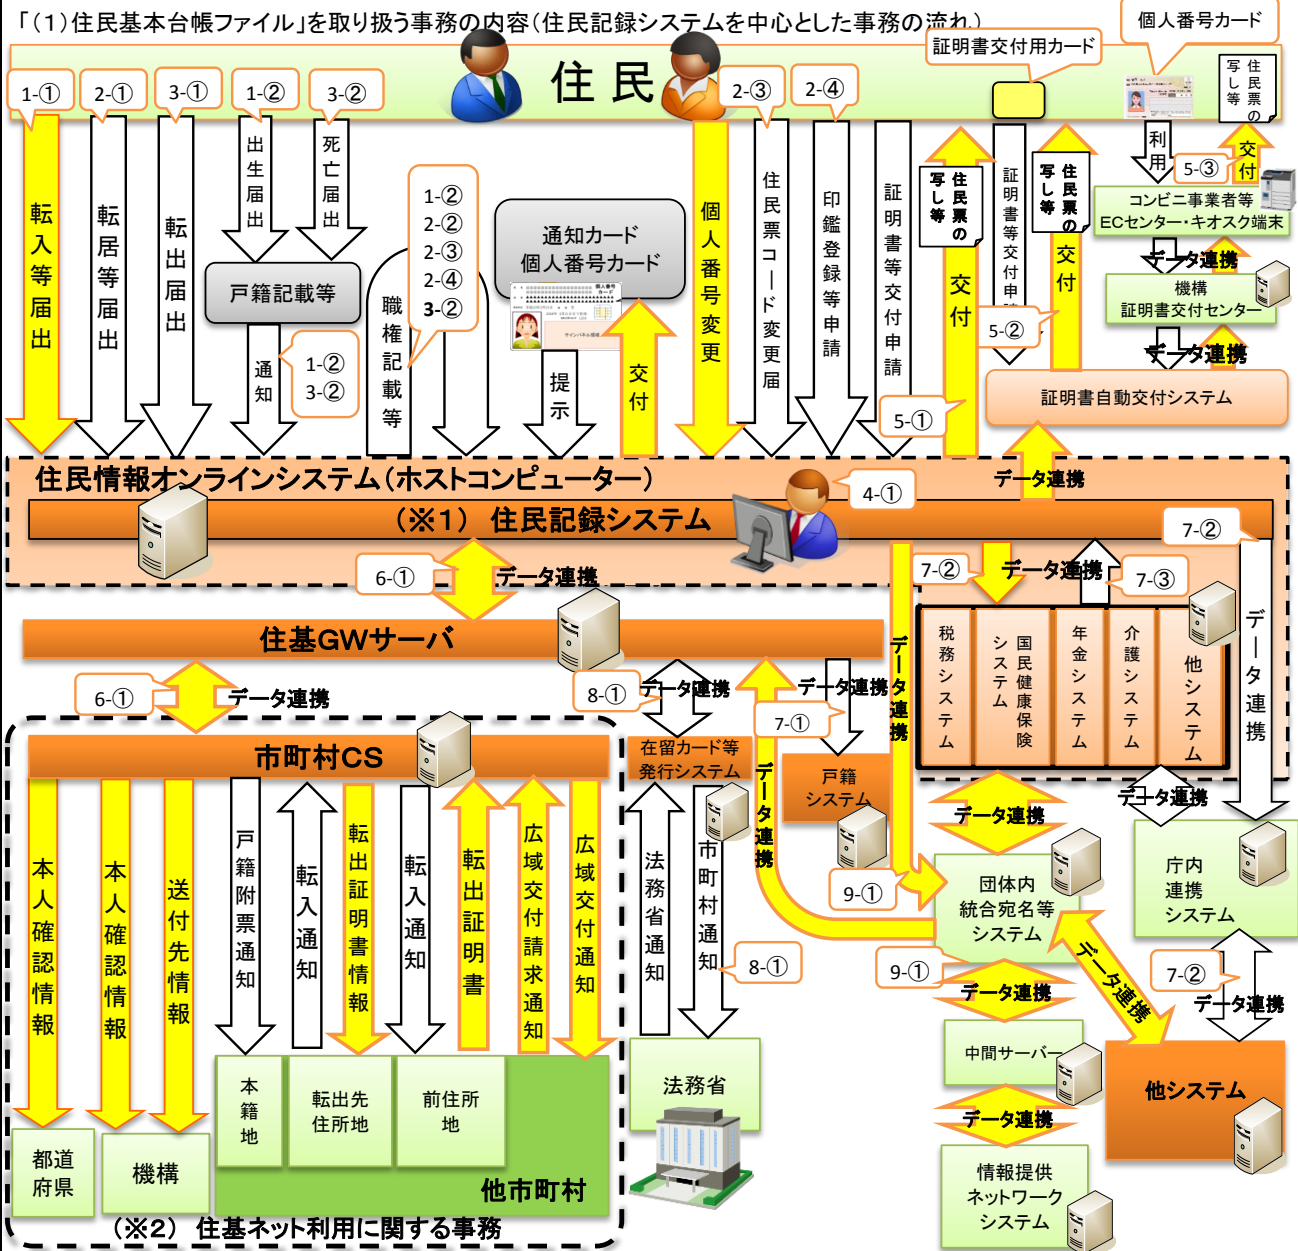 「(1)住民基本台帳ファイル」を取り扱う事務の内容(住民記録システムを中心とした事務の流れ)
個人番号カード
証明書交付用カード
住民
住民票の
写し等
1-①
2-①
3-①
1-②
3-②
2-③
2-④
転入等届出
転居等届出
転出届出
出生届出
死亡届出
戸籍記載等
通知
1-②
3-②
職権記載等
1-②
2-②
2-③
2-④
3-②
通知カード
個人番号カード
個人番号
カード
サインパネル領域
提示
交付
個人番号変更
住民票コード変更届
印鑑登録等申請
証明書等交付申請
住民票の
写し等
交付
5-①
証明書等交付申請
5-②
住民票の
写し等
交付
利用
交付
5-③
コンビニ事業者等
ECセンター・キオスク端末
データ連携
機構
証明書交付センター
データ連携
証明書自動交付システム
データ連携
住民情報オンラインシステム(ホストコンピューター)
(※1) 住民記録システム
4-①
6-①
データ連携
7-②
データ連携
7-③
7-②
データ連携
住基GWサーバ
税務システム
国民健康保険
システム
年金システム
介護システム
他システム
データ連携
6-①
データ連携
8-①
データ連携
データ連携
7-①
市町村CS
在留カード等
発行システム
戸籍
システム
データ連携
9-①
データ連携
データ連携
本人確認情報
本人確認情報
送付先情報
戸籍附票通知
転入通知
転出証明書情報
転入通知
転出証明書
広域交付請求通知
広域交付通知
法務省通知
市町村通知
8-①
団体内
統合宛名等
システム
9-①
庁内
連携
システム
データ連携
データ連携
7-②
データ連携
中間サーバー
データ連携
情報提供
ネットワーク
システム
他システム
都道
府県
機構
本籍地
転出先
住所地
前住所
地
他市町村
法務省
(※2) 住基ネット利用に関する事務